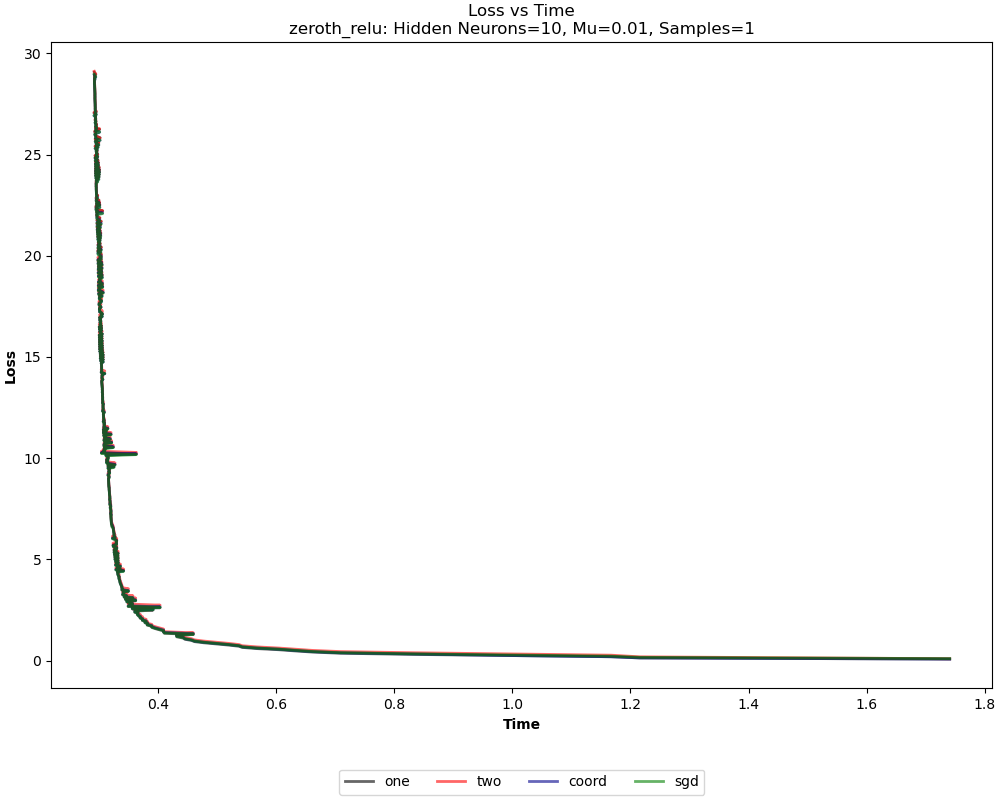 Loss vs Time
zeroth_relu: Hidden Neurons=10, Mu=0.01, Samples=1
30
25
20
15
10
5
0
Loss
0.4 0.6 0.8 1.0 1.2 1.4 1.6 1.8
Time
one two coord sgd